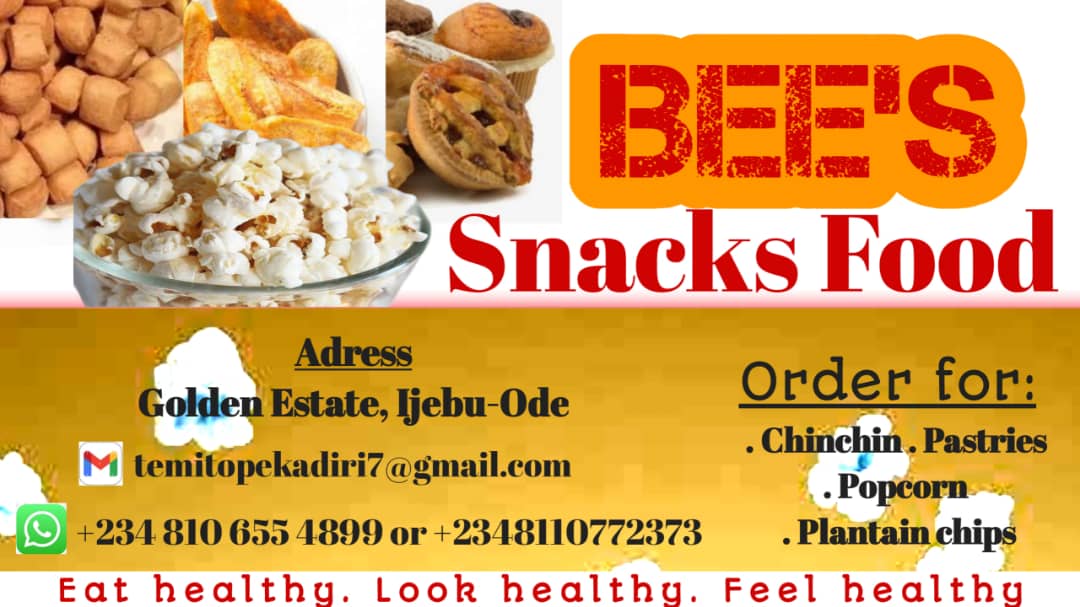 BEE'S
Snacks Food
Adress
Golden Estate, Ijebu-Ode
temitopekadiri7@gmail.com
+234 810 655 4899 or +2348110772373
Order for:
. Chinchin . Pastries
. Popcorn
. Plantain chips
Eat healthy. Look healthy. Feel healthy